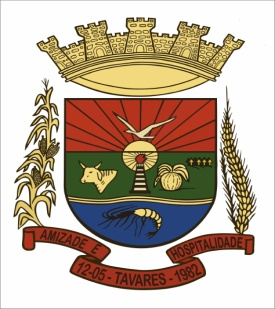 AMIZADE E HOSPITALIDADE
12-05 - TAVARES - 1982